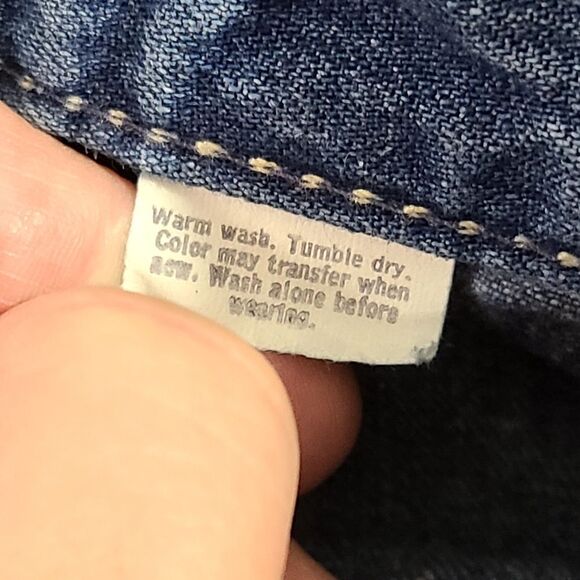 Warm wash. Tumble dry.
Color may transfer when
new. Wash alone before
wearing.